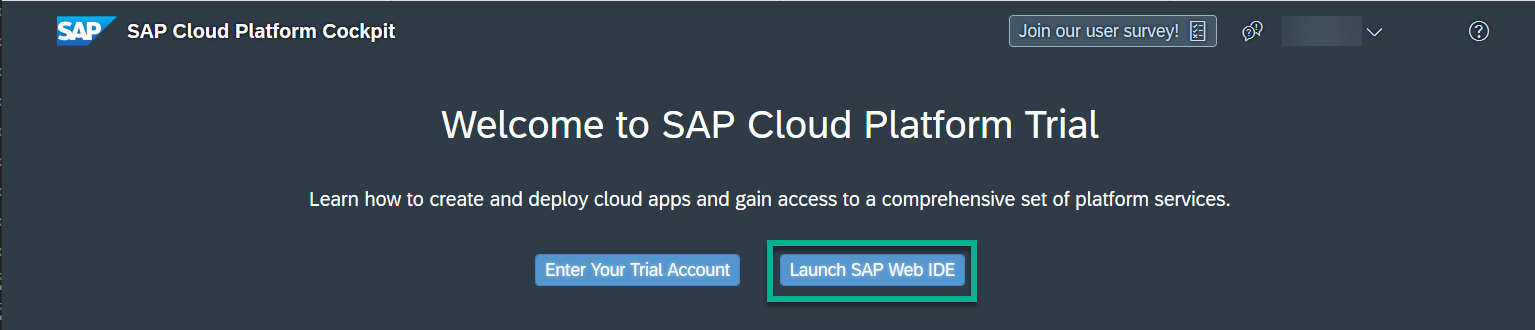 SAP SAP Cloud Platform Cockpit Join our user survey!
Welcome to SAP Cloud Platform Trial
Learn how to create and deploy cloud apps and gain access to a comprehensive set of platform services.
Enter Your Trial Account Launch SAP Web IDE